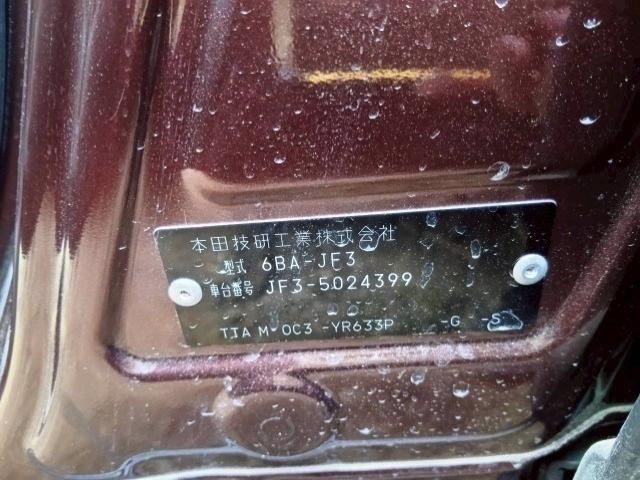 本田技研工業株式会社
型式 6BA-JF3
車台番号 JF3-5024399
TIA M-OC3 -YR633P -G -S